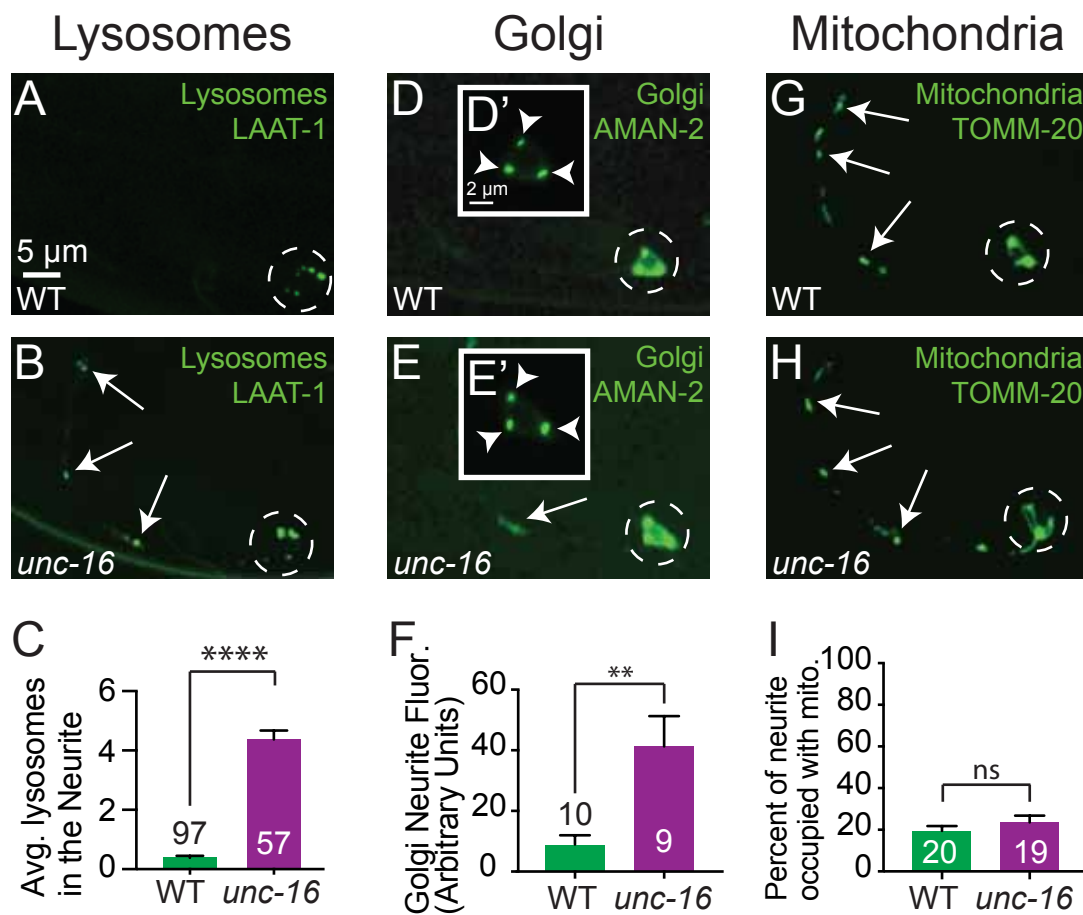 Lysosomes
Golgi
Mitochondria
A
Lysosomes
LAAT-1
5 µm
WT
D
D'
2 µm
Golgi
AMAN-2
WT
G
Mitochondria
TOMM-20
WT
B
Lysosomes
LAAT-1
unc-16
E
E'
Golgi
AMAN-2
unc-16
H
Mitochondria
TOMM-20
unc-16
C
Avg. lysosomes
in the Neurite
6
4
2
0
****
97
57
WT
unc-16
F
Golgi Neurite Fluor.
(Arbitrary Units)
60
40
20
0
**
10
9
WT
unc-16
I
Percent of neurite
occupied with mito.
100
80
60
40
20
0
ns
20
19
WT
unc-16